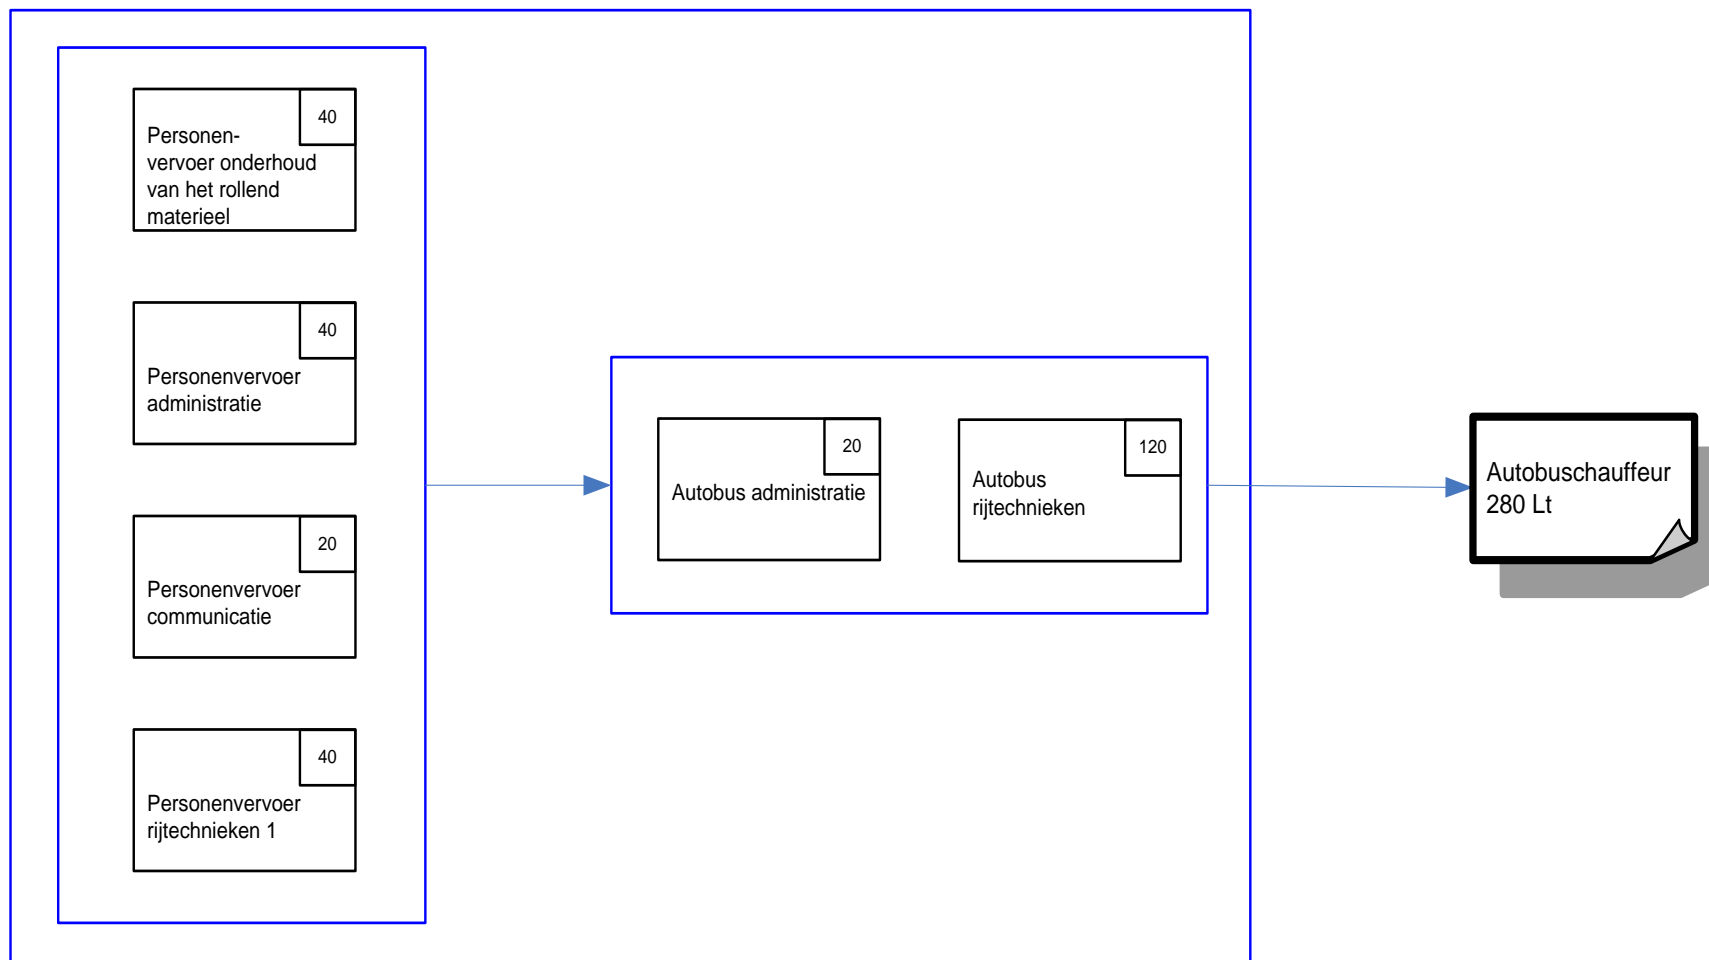 40
Personen-
vervoer onderhoud
van het rollend
materieel
40
Personenvervoer
administratie
20
Personenvervoer
communicatie
40
Personenvervoer
rijtechnieken 1
20
Autobus administratie
120
Autobus
rijtechnieken
Autobuschauffeur
280 Lt